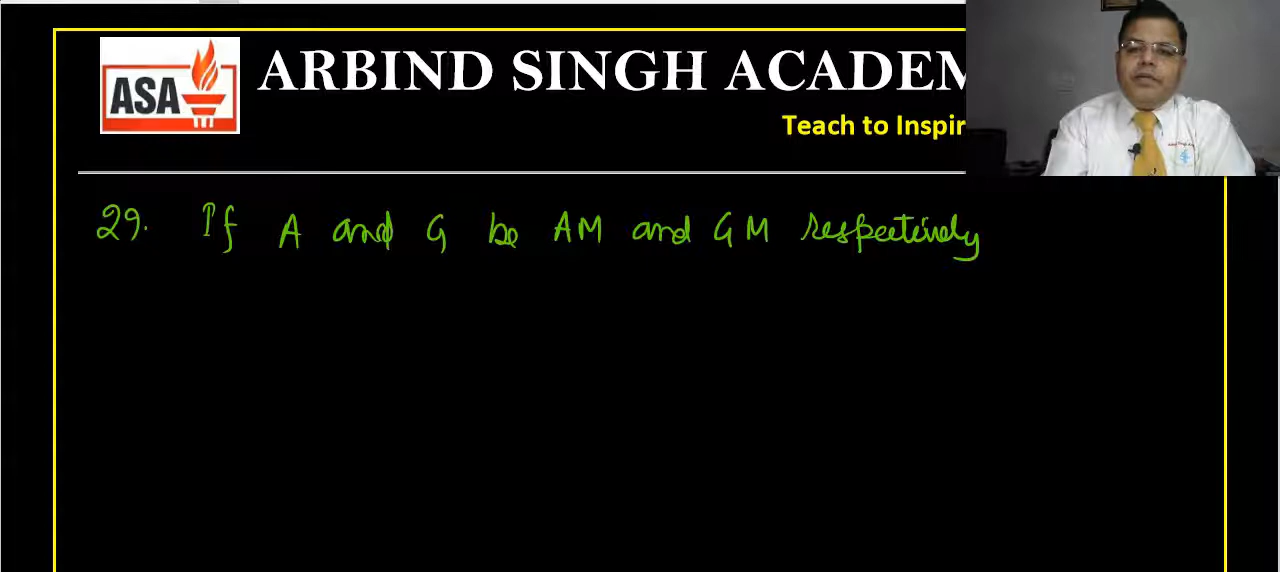 ASA
ARBIND SINGH ACADEM
Teach to Inspir
29. If A and G be AM and GM respectively